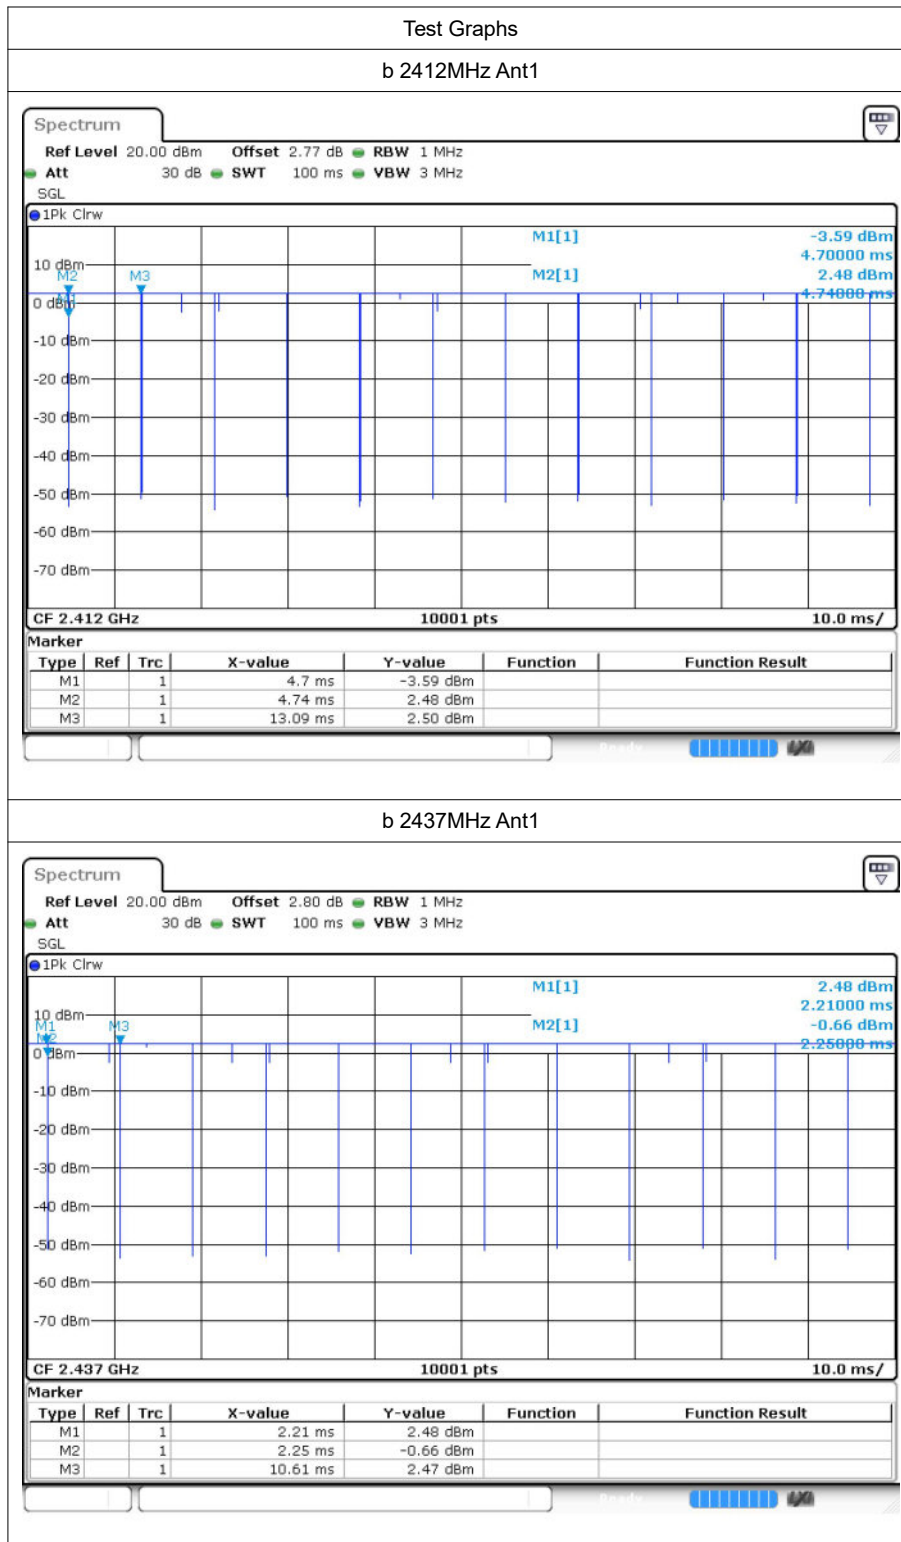 Test Graphs
b 2412MHz Ant1
Spectrum
Ref Level 20.00 dBm Offset 2.77 dB RBW 1 MHz
Att 30 dB SWT 100 ms VBW 3 MHz
SGL
1Pk Clrw
M1[1] -3.59 dBm
4.70000 ms
10 dBm
M2 M3 M2[1] 2.48 dBm
4.74000 ms
0 dBm M1
-10 dBm
-20 dBm
-30 dBm
-40 dBm
-50 dBm
-60 dBm
-70 dBm
CF 2.412 GHz 10001 pts 10.0 ms/
Marker
Type Ref Trc X-value Y-value Function Function Result
M1 1 4.7 ms -3.59 dBm
M2 1 4.74 ms 2.48 dBm
M3 1 13.09 ms 2.50 dBm
Ready
LXI
b 2437MHz Ant1
Spectrum
Ref Level 20.00 dBm Offset 2.80 dB RBW 1 MHz
Att 30 dB SWT 100 ms VBW 3 MHz
SGL
1Pk Clrw
M1[1] 2.48 dBm
2.21000 ms
10 dBm
M1 M3 M2[1] -0.66 dBm
M2 2.25000 ms
0 dBm
-10 dBm
-20 dBm
-30 dBm
-40 dBm
-50 dBm
-60 dBm
-70 dBm
CF 2.437 GHz 10001 pts 10.0 ms/
Marker
Type Ref Trc X-value Y-value Function Function Result
M1 1 2.21 ms 2.48 dBm
M2 1 2.25 ms -0.66 dBm
M3 1 10.61 ms 2.47 dBm
Ready
LXI